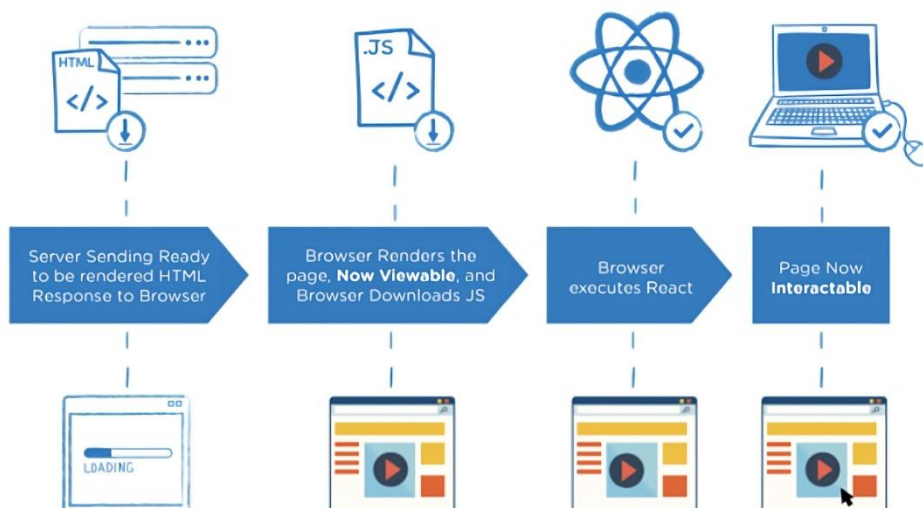 HTML
</>
.JS
</>
Server Sending Ready
to be rendered HTML
Response to Browser
Browser Renders the
page, Now Viewable, and
Browser Downloads JS
Browser
executes React
Page Now
Interactable
LOADING